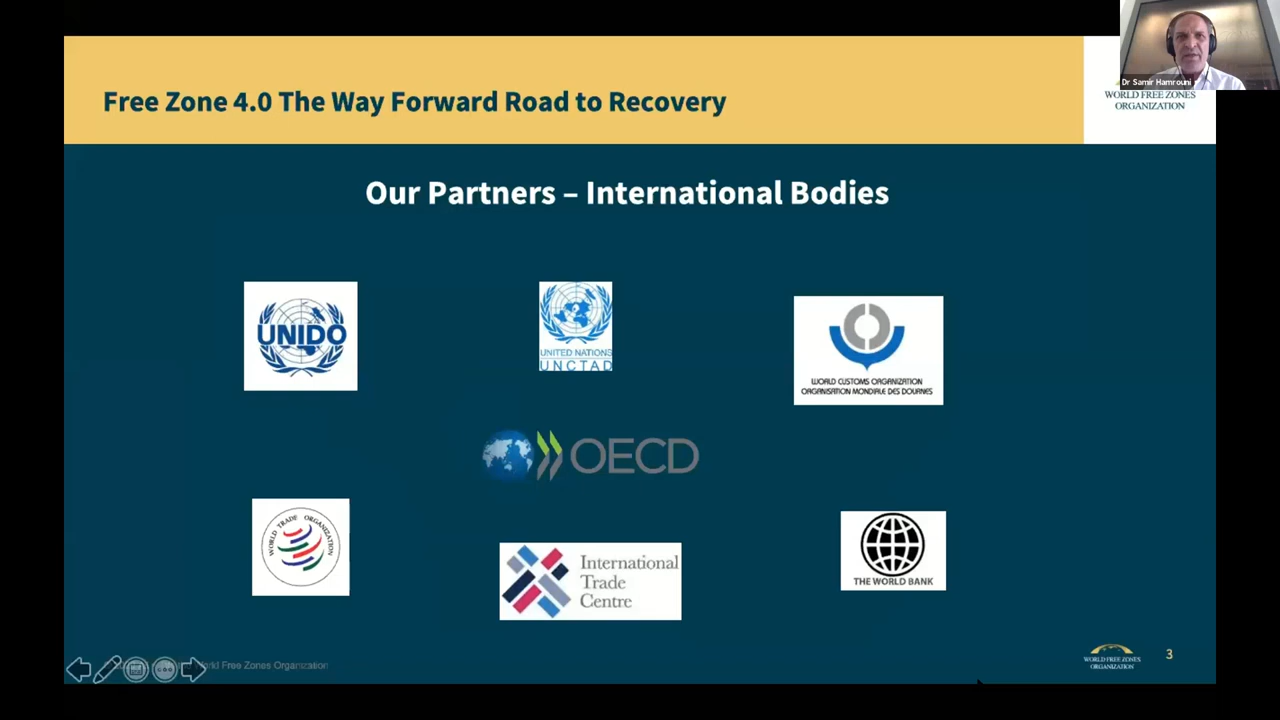 Dr Samir Hamrouni
WORLD FREE ZONES
ORGANIZATION
Free Zone 4.0 The Way Forward Road to Recovery
Our Partners – International Bodies
UNIDO
UNITED NATIONS
UNCTAD
WORLD CUSTOMS ORGANIZATION
ORGANISATION MONDIALE DES DOUANES
OECD
WORLD TRADE ORGANIZATION
International
Trade
Centre
THE WORLD BANK
World Free Zones Organization
WORLD FREE ZONES
ORGANIZATION
3